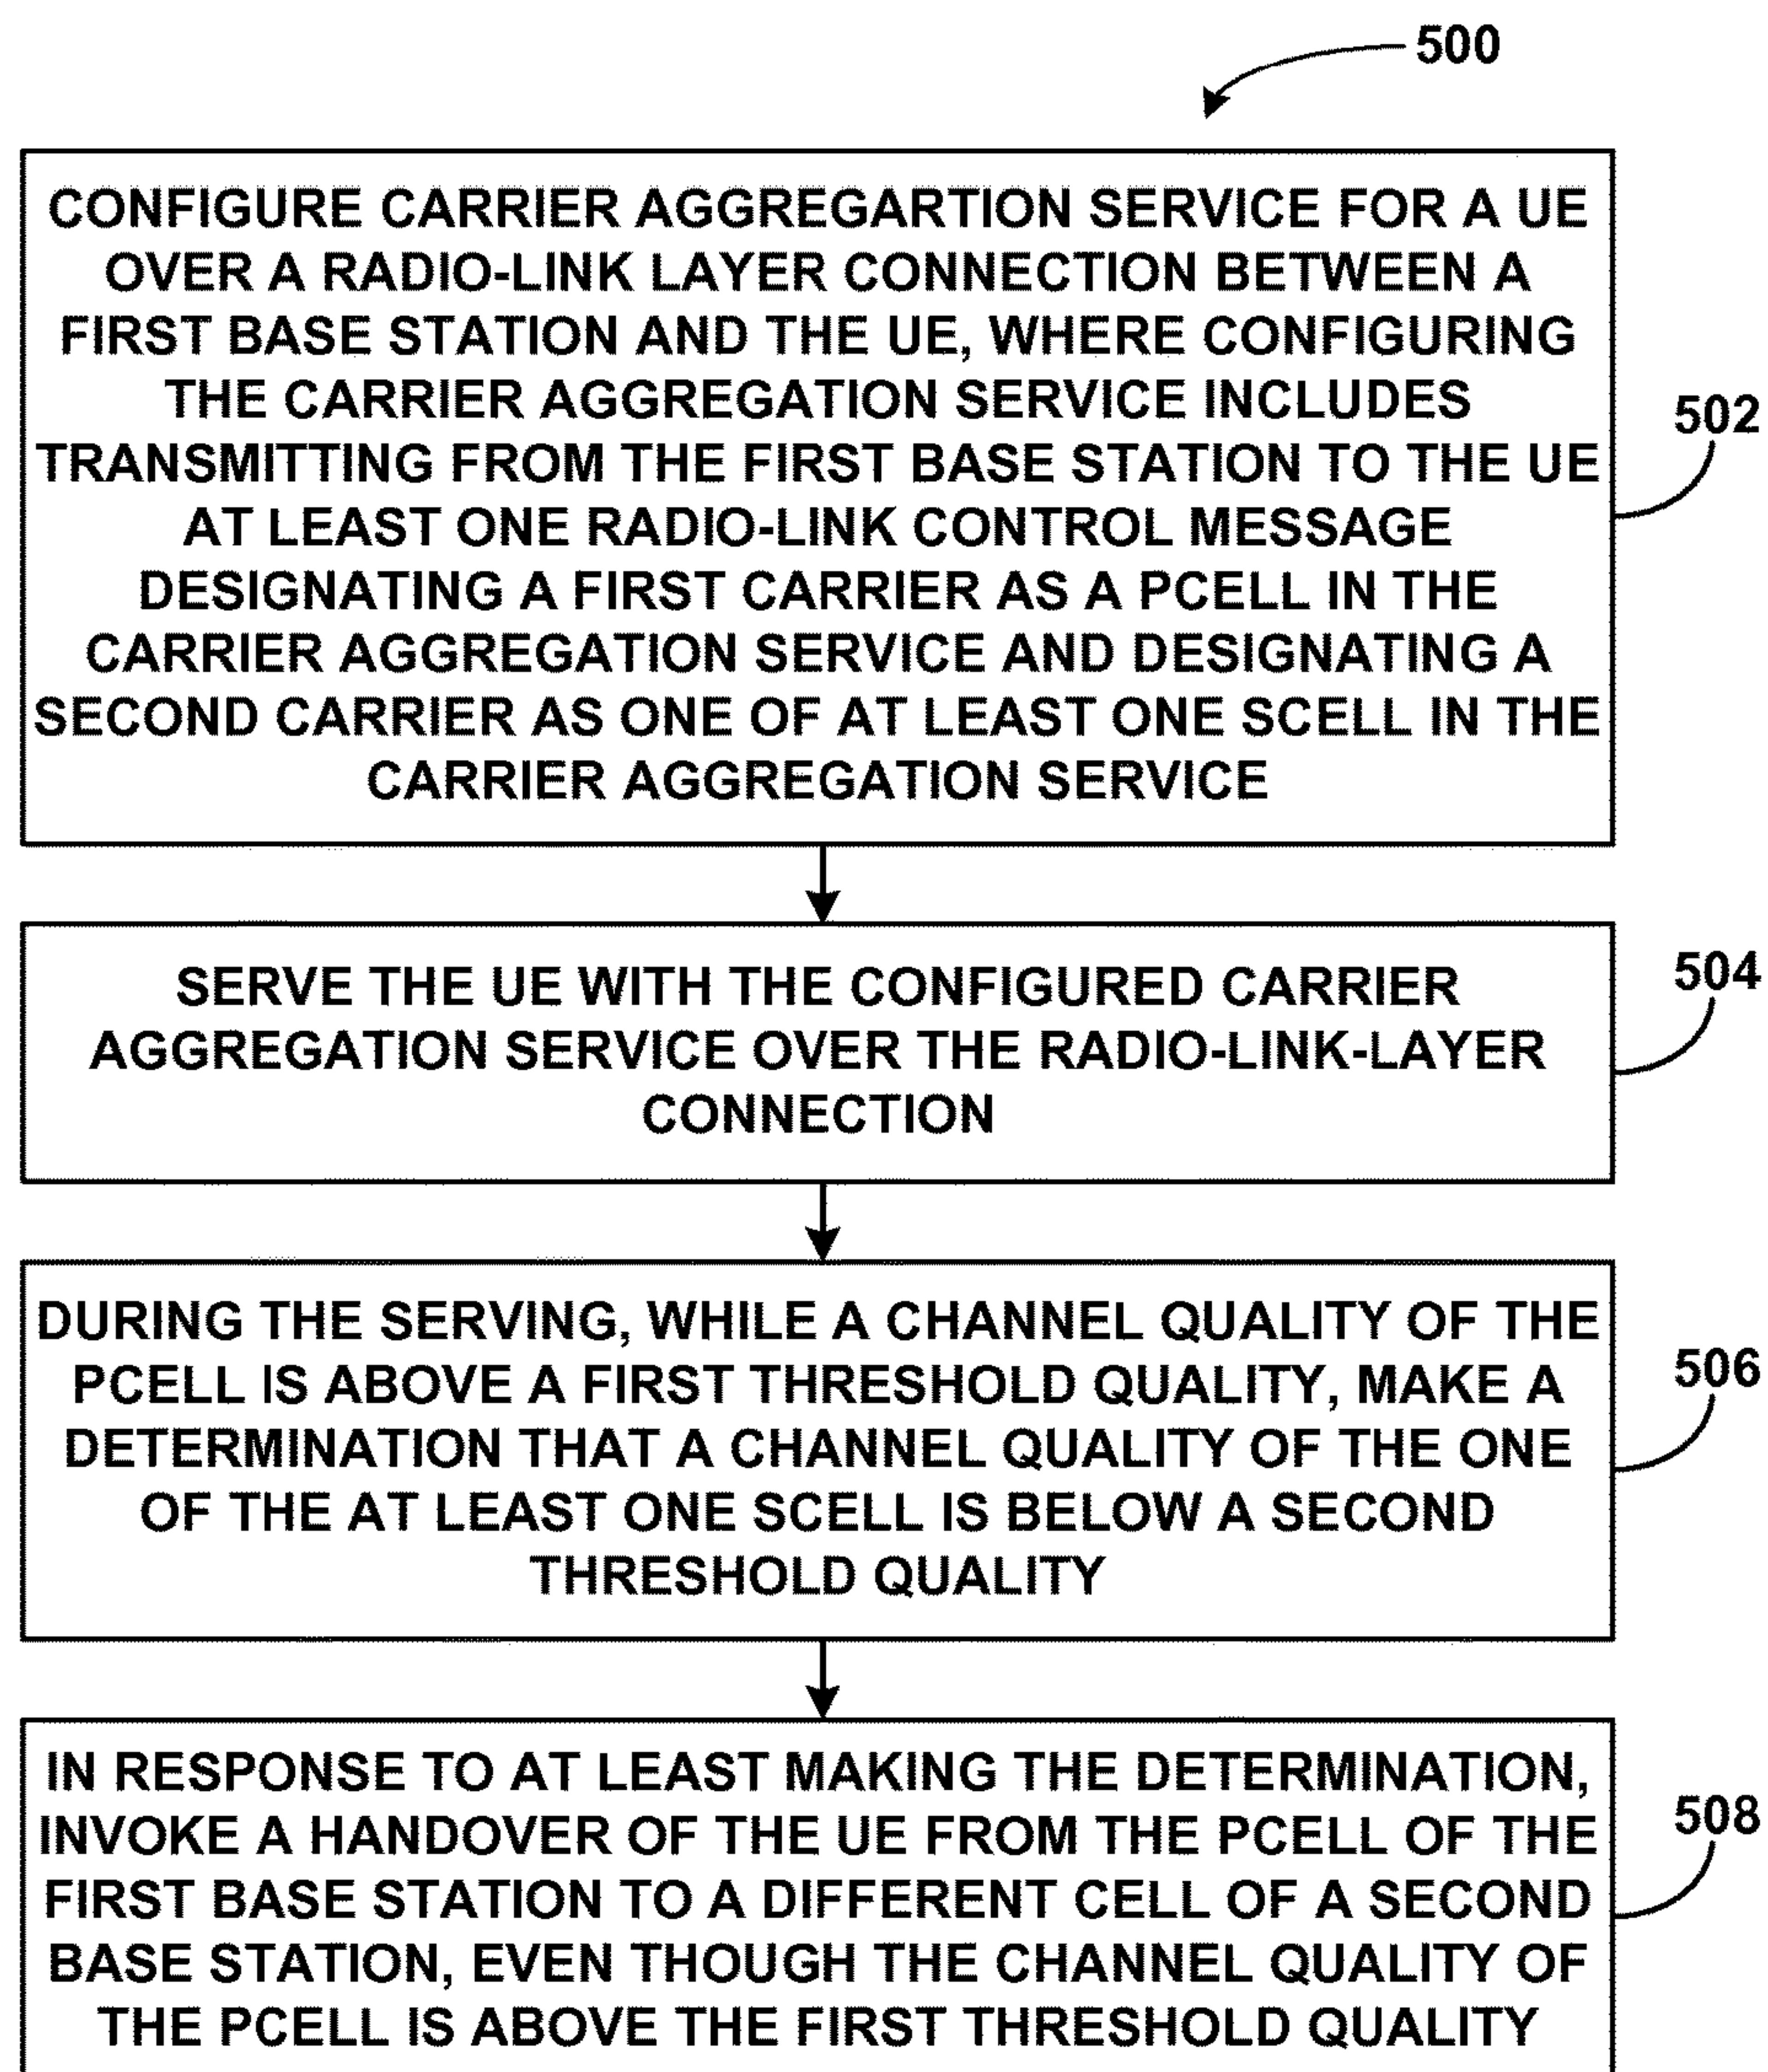 500
CONFIGURE CARRIER AGGREGARTION SERVICE FOR A UE
OVER A RADIO-LINK LAYER CONNECTION BETWEEN A
FIRST BASE STATION AND THE UE, WHERE CONFIGURING
THE CARRIER AGGREGATION SERVICE INCLUDES
TRANSMITTING FROM THE FIRST BASE STATION TO THE UE
AT LEAST ONE RADIO-LINK CONTROL MESSAGE
DESIGNATING A FIRST CARRIER AS A PCELL IN THE
CARRIER AGGREGATION SERVICE AND DESIGNATING A
SECOND CARRIER AS ONE OF AT LEAST ONE SCELL IN THE
CARRIER AGGREGATION SERVICE
502
SERVE THE UE WITH THE CONFIGURED CARRIER
AGGREGATION SERVICE OVER THE RADIO-LINK-LAYER
CONNECTION
504
DURING THE SERVING, WHILE A CHANNEL QUALITY OF THE
PCELL IS ABOVE A FIRST THRESHOLD QUALITY, MAKE A
DETERMINATION THAT A CHANNEL QUALITY OF THE ONE
OF THE AT LEAST ONE SCELL IS BELOW A SECOND
THRESHOLD QUALITY
506
IN RESPONSE TO AT LEAST MAKING THE DETERMINATION,
INVOKE A HANDOVER OF THE UE FROM THE PCELL OF THE
FIRST BASE STATION TO A DIFFERENT CELL OF A SECOND
BASE STATION, EVEN THOUGH THE CHANNEL QUALITY OF
THE PCELL IS ABOVE THE FIRST THRESHOLD QUALITY
508